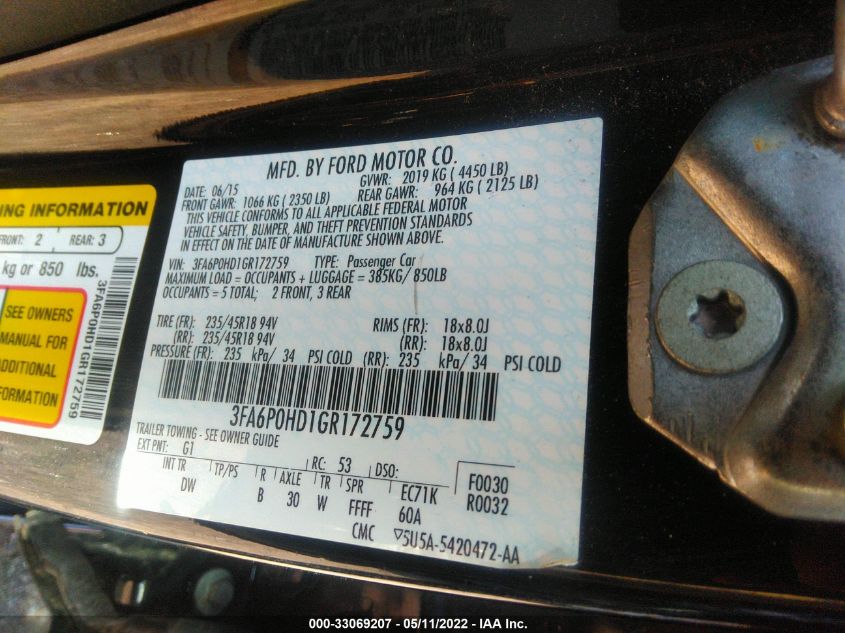 MFD. BY FORD MOTOR CO.
DATE: 06/15 GVWR: 2019 KG ( 4450 LB)
FRONT GAWR: 1066 KG ( 2350 LB) REAR GAWR: 964 KG ( 2125 LB)
THIS VEHICLE CONFORMS TO ALL APPLICABLE FEDERAL MOTOR
VEHICLE SAFETY, BUMPER, AND THEFT PREVENTION STANDARDS
IN EFFECT ON THE DATE OF MANUFACTURE SHOWN ABOVE.
VIN: 3FA6P0HD1GR172759 TYPE: Passenger Car
MAXIMUM LOAD = OCCUPANTS + LUGGAGE = 385KG/ 850LB
OCCUPANTS = 5 TOTAL; 2 FRONT, 3 REAR
TIRE (FR): 235/45R18 94V RIMS (FR): 18x8.0J
(RR): 235/45R18 94V (RR): 18x8.0J
PRESSURE (FR): 235 kPa/ 34 PSI COLD (RR): 235 kPa/ 34 PSI COLD
3FA6P0HD1GR172759
TRAILER TOWING - SEE OWNER GUIDE
EXT PNT: G1 RC: 53 DSO: F0030
INT TR TP/PS R AXLE TR SPR EC71K R0032
DW B 30 W FFFF 60A
CMC ▽5U5A-5420472-AA
ING INFORMATION
FRONT: 2 REAR: 3
kg or 850 lbs.
SEE OWNERS
MANUAL FOR
ADDITIONAL
FORMATION
3FA6P0HD1GR172759
000-33069207 - 05/11/2022 - IAA Inc.